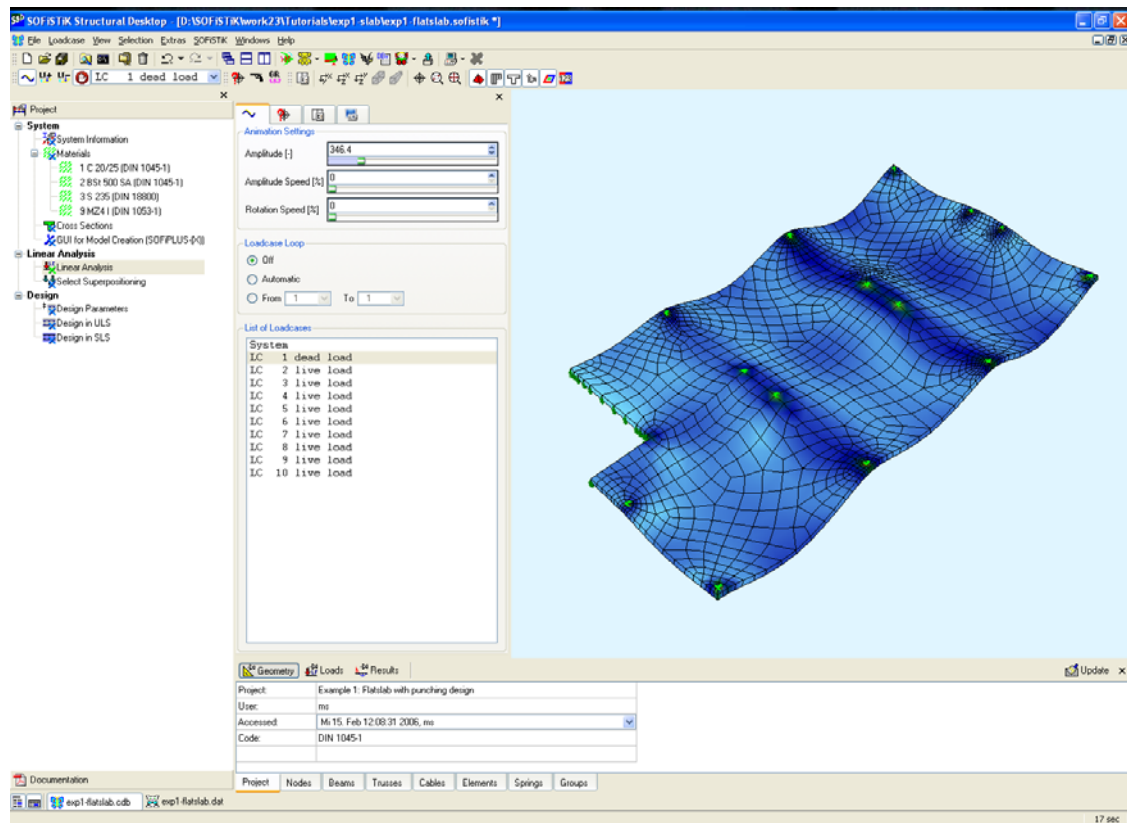 SOFiSTiK Structural Desktop - [D:\SOFiSTiK\work23\Tutorials\exp1-slab\exp1-flatslab.sofistik *]
File Loadcase View Selection Extras SOFiSTiK Windows Help
LC 1 dead load
Project
System
System Information
Materials
1 C 20/25 (DIN 1045-1)
2 BSt 500 SA (DIN 1045-1)
3 S 235 (DIN 18800)
9 MZ4 I (DIN 1053-1)
Cross Sections
GUI for Model Creation (SOFiPLUS-(X))
Linear Analysis
Linear Analysis
Select Superpositioning
Design
Design Parameters
Design in ULS
Design in SLS
Animation Settings
Amplitude [-] 346.4
Amplitude Speed [%] 0
Rotation Speed [%] 0
Loadcase Loop
Off
Automatic
From 1 To 1
List of Loadcases
System
LC 1 dead load
LC 2 live load
LC 3 live load
LC 4 live load
LC 5 live load
LC 6 live load
LC 7 live load
LC 8 live load
LC 9 live load
LC 10 live load
Geometry Loads Results Update
Project: Example 1: Flatslab with punching design
User: ms
Accessed: Mi 15. Feb 12:08:31 2006, ms
Code: DIN 1045-1
Documentation
Project Nodes Beams Trusses Cables Elements Springs Groups
exp1-flatslab.cdb exp1-flatslab.dat
17 sec